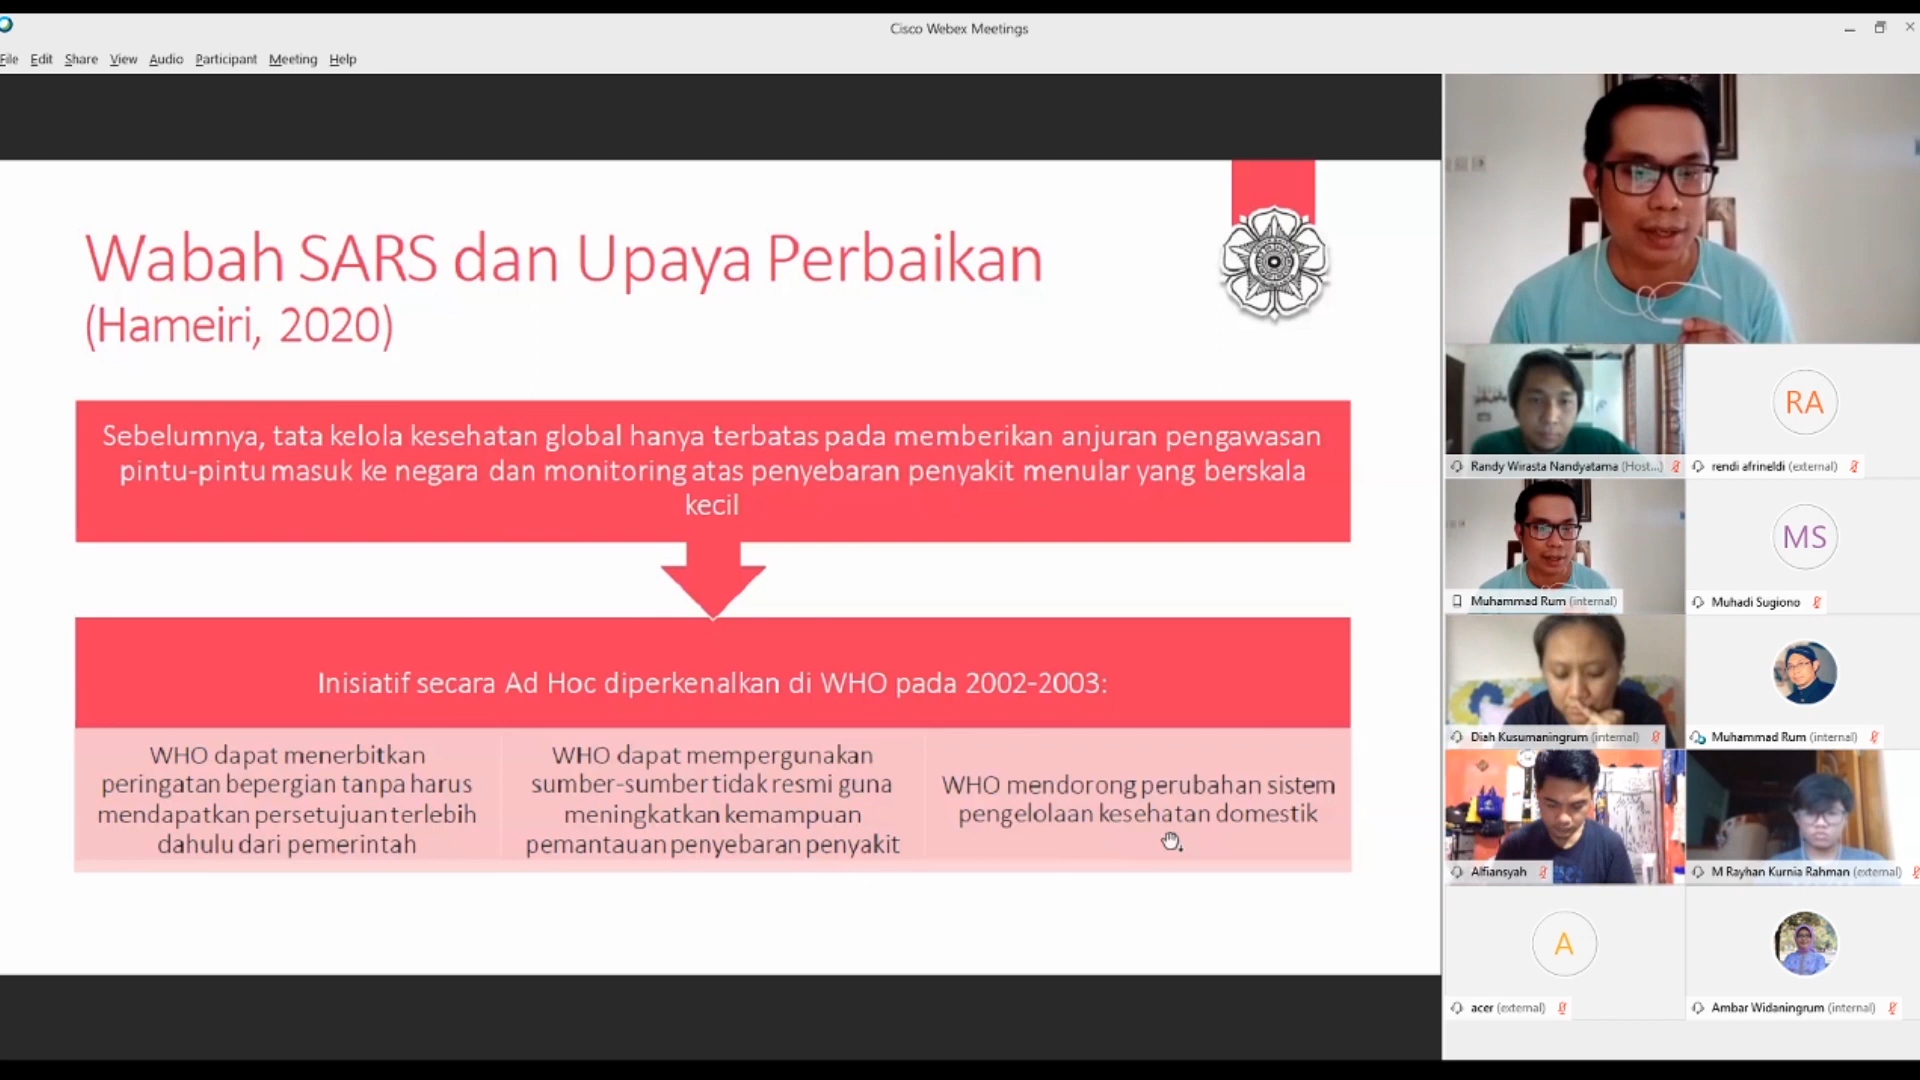 Cisco Webex Meetings
File Edit Share View Audio Participant Meeting Help
Wabah SARS dan Upaya Perbaikan
(Hameiri, 2020)
Sebelumnya, tata kelola kesehatan global hanya terbatas pada memberikan anjuran pengawasan
pintu-pintu masuk ke negara dan monitoring atas penyebaran penyakit menular yang berskala
kecil
Inisiatif secara Ad Hoc diperkenalkan di WHO pada 2002-2003:
WHO dapat menerbitkan
peringatan bepergian tanpa harus
mendapatkan persetujuan terlebih
dahulu dari pemerintah
WHO dapat mempergunakan
sumber-sumber tidak resmi guna
meningkatkan kemampuan
pemantauan penyebaran penyakit
WHO mendorong perubahan sistem
pengelolaan kesehatan domestik
Randy Wirasta Nandyatama (Host...)
RA
rendi afrineldi (external)
Muhammad Rum (internal)
MS
Muhadi Sugiono
Diah Kusumaningrum (internal)
Muhammad Rum (internal)
Alfiansyah
M Rayhan Kurnia Rahman (external)
A
acer (external)
Ambar Widaningrum (internal)